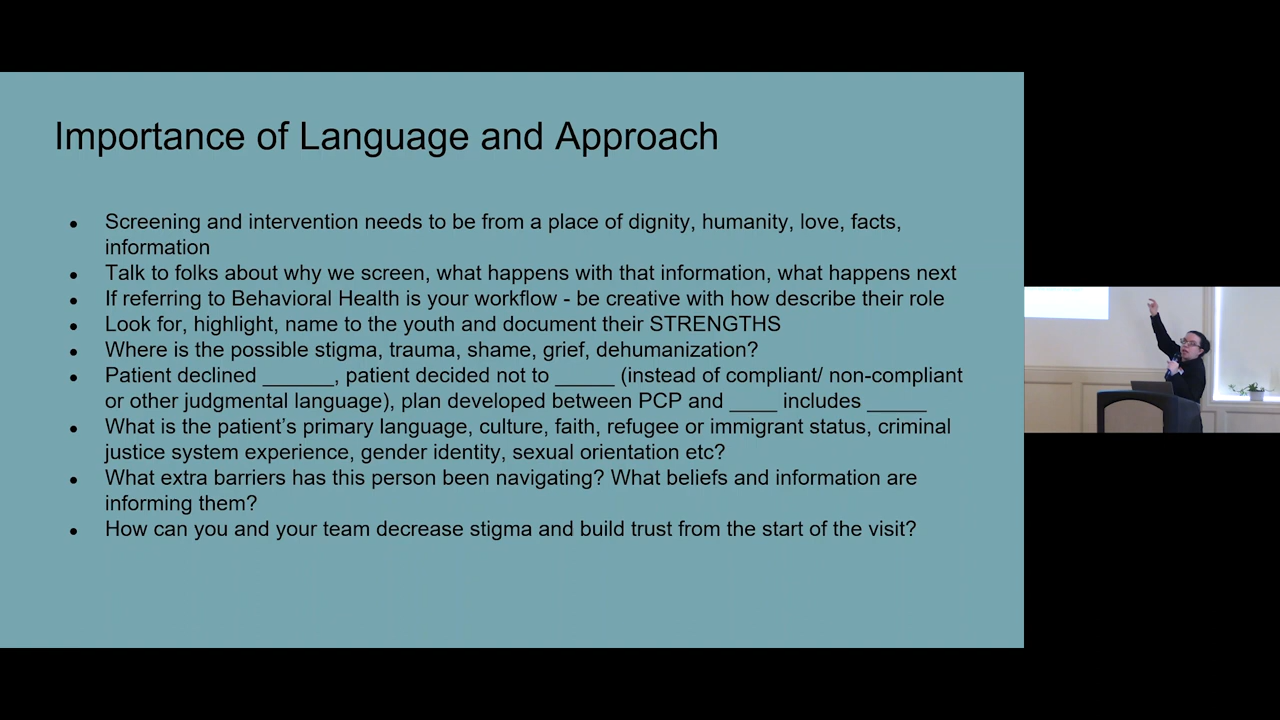 Importance of Language and Approach
● Screening and intervention needs to be from a place of dignity, humanity, love, facts,
information
● Talk to folks about why we screen, what happens with that information, what happens next
● If referring to Behavioral Health is your workflow - be creative with how describe their role
● Look for, highlight, name to the youth and document their STRENGTHS
● Where is the possible stigma, trauma, shame, grief, dehumanization?
● Patient declined ______, patient decided not to _____ (instead of compliant/ non-compliant
or other judgmental language), plan developed between PCP and ____ includes _____
● What is the patient’s primary language, culture, faith, refugee or immigrant status, criminal
justice system experience, gender identity, sexual orientation etc?
● What extra barriers has this person been navigating? What beliefs and information are
informing them?
● How can you and your team decrease stigma and build trust from the start of the visit?